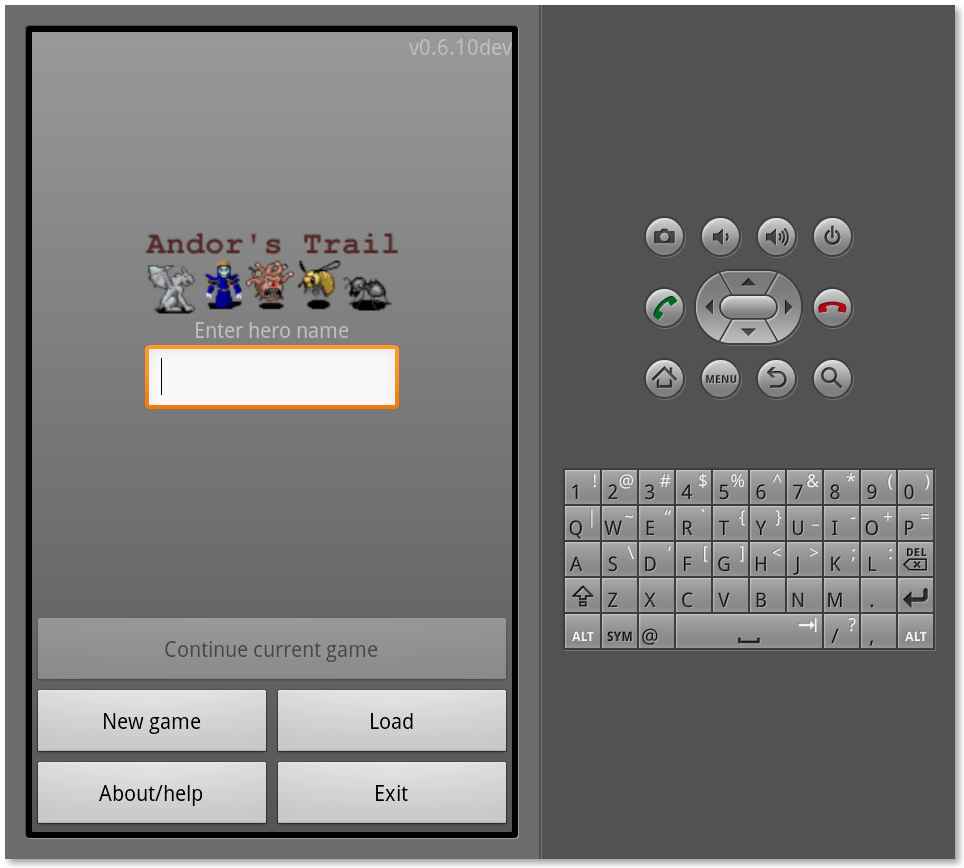 v0.6.10dev
Andor's Trail
Enter hero name
Continue current game
New game Load
About/help Exit
MENU
1 ! 2 @ 3 # 4 $ 5 % 6 ^ 7 & 8 * 9 ( 0 )
Q | W ~ E “ R ` T { Y } U _ I - O + P =
A S \ D ‘ F [ G ] H < J > K ; L : DEL
Z X C V B N M .
ALT SYM @ / ? , ALT